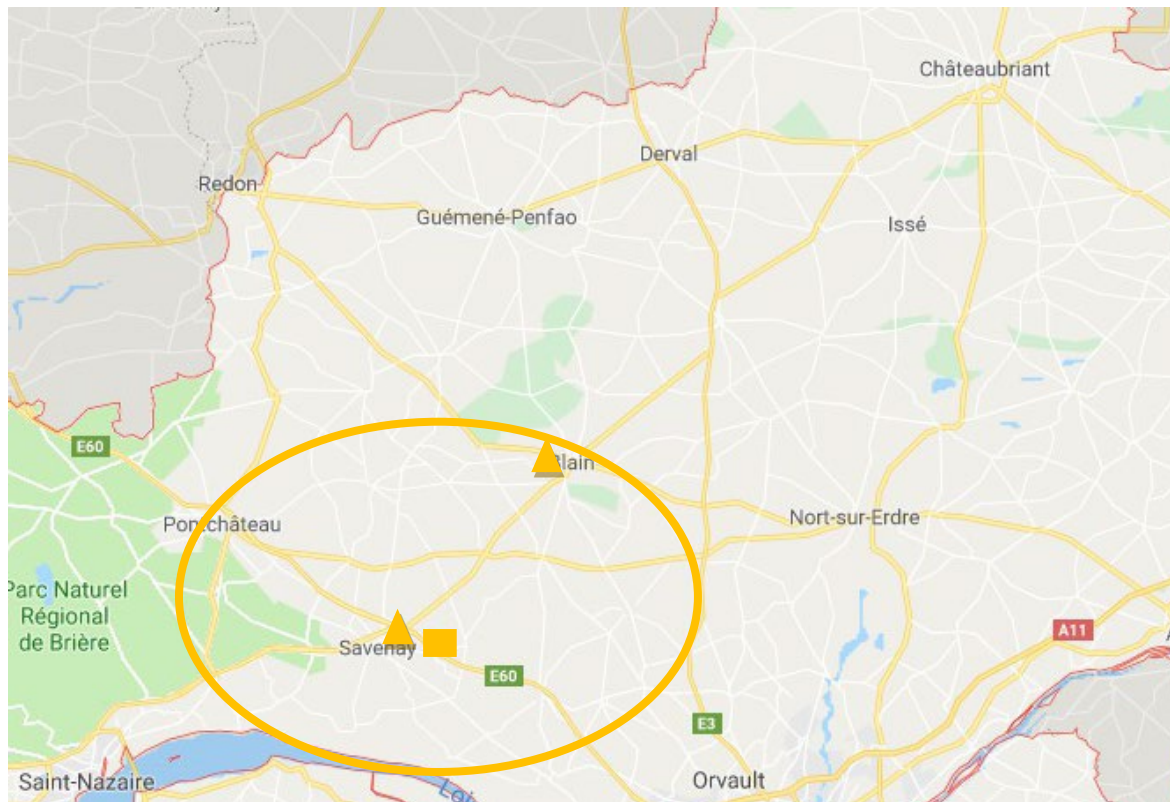 Châteaubriant
Derval
Redon
Guémené-Penfao
Issé
E60
Blain
Pontchâteau
Nort-sur-Erdre
Parc Naturel
Régional
de Brière
A11
Savenay
E60
E3
Saint-Nazaire
Orvault